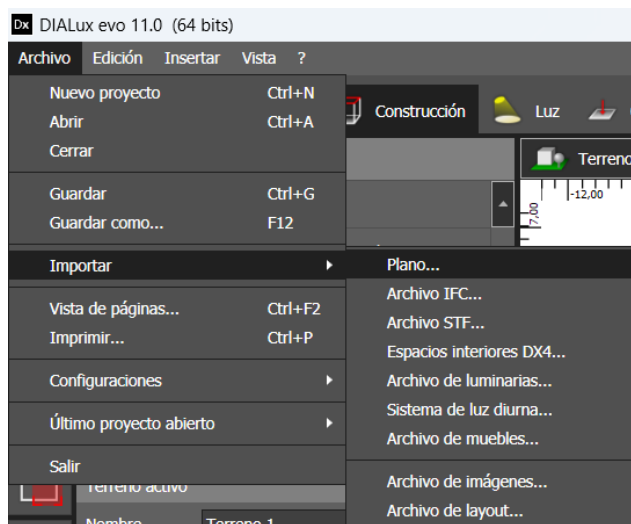 Dx DIALux evo 11.0 (64 bits)
Archivo Edición Insertar Vista ?
Nuevo proyecto Ctrl+N
Abrir Ctrl+A
Cerrar
Construcción Luz
Terreno
-12,00
7,00
Guardar Ctrl+G
Guardar como... F12
Importar
Plano...
Archivo IFC...
Archivo STF...
Espacios interiores DX4...
Archivo de luminarias...
Sistema de luz diurna...
Archivo de muebles...
Archivo de imágenes...
Archivo de layout...
Vista de páginas... Ctrl+F2
Imprimir... Ctrl+P
Configuraciones
Último proyecto abierto
Salir
Terreno activo
Nombre Terreno 1